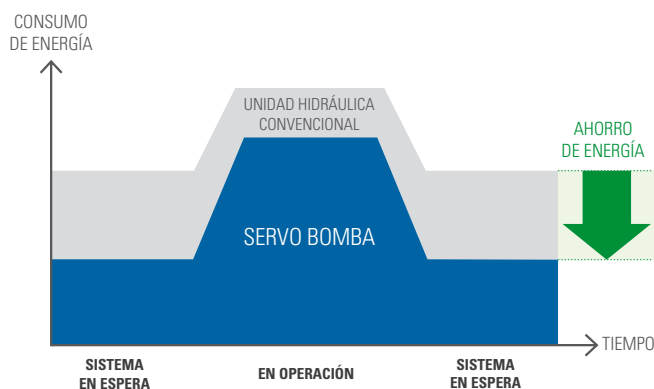 CONSUMO
DE ENERGÍA
UNIDAD HIDRÁULICA
CONVENCIONAL
AHORRO
DE ENERGÍA
SERVO BOMBA
TIEMPO
SISTEMA
EN ESPERA
EN OPERACIÓN
SISTEMA
EN ESPERA